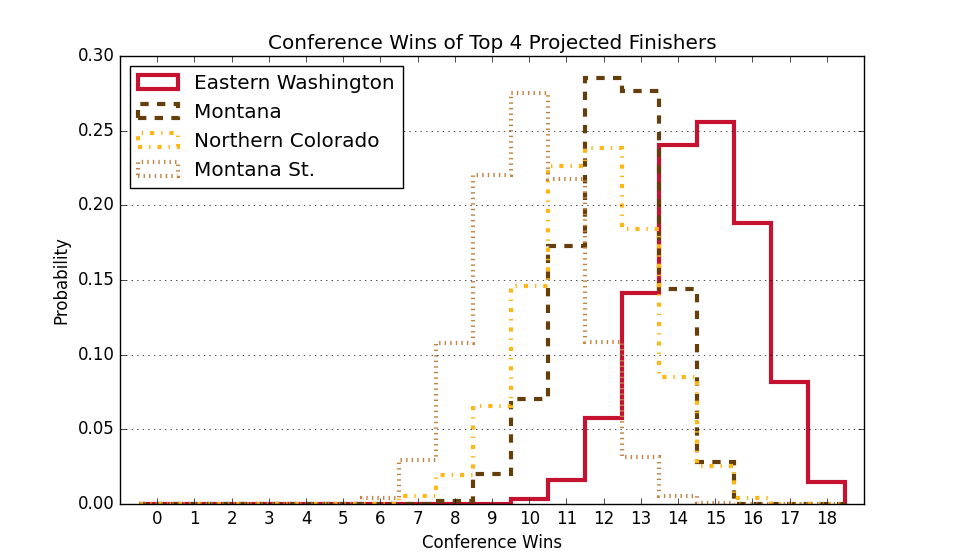 Conference Wins of Top 4 Projected Finishers
0.30
0.25
0.20
0.15
0.10
0.05
0.00
Probability
Eastern Washington
Montana
Northern Colorado
Montana St.
0 1 2 3 4 5 6 7 8 9 10 11 12 13 14 15 16 17 18
Conference Wins